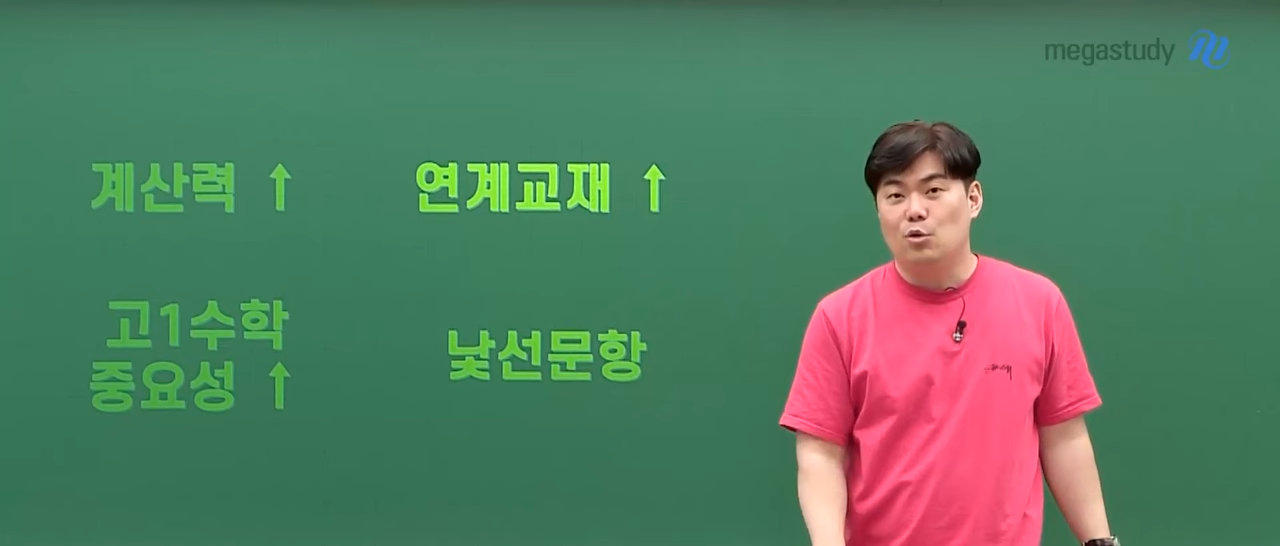 megastudy
계산력 ↑
연계교재 ↑
고1수학
중요성 ↑
낯선문항